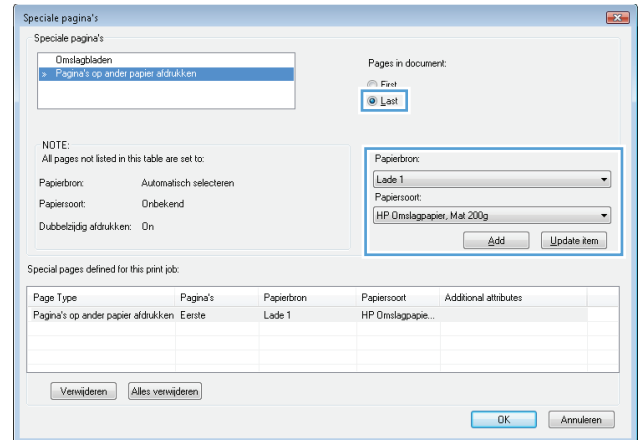 Speciale pagina's
Speciale pagina's
Omslagbladen
» Pagina's op ander papier afdrukken
Pages in document:
First
Last
NOTE:
All pages not listed in this table are set to:
Papierbron: Automatisch selecteren
Papiersoort: Onbekend
Dubbelzijdig afdrukken: On
Papierbron:
Lade 1
Papiersoort:
HP Omslagpapier, Mat 200g
Add Update item
Special pages defined for this print job:
Page Type Pagina's Papierbron Papiersoort Additional attributes
Pagina's op ander papier afdrukken Eerste Lade 1 HP Omslagpapie...
Verwijderen Alles verwijderen
OK Annuleren